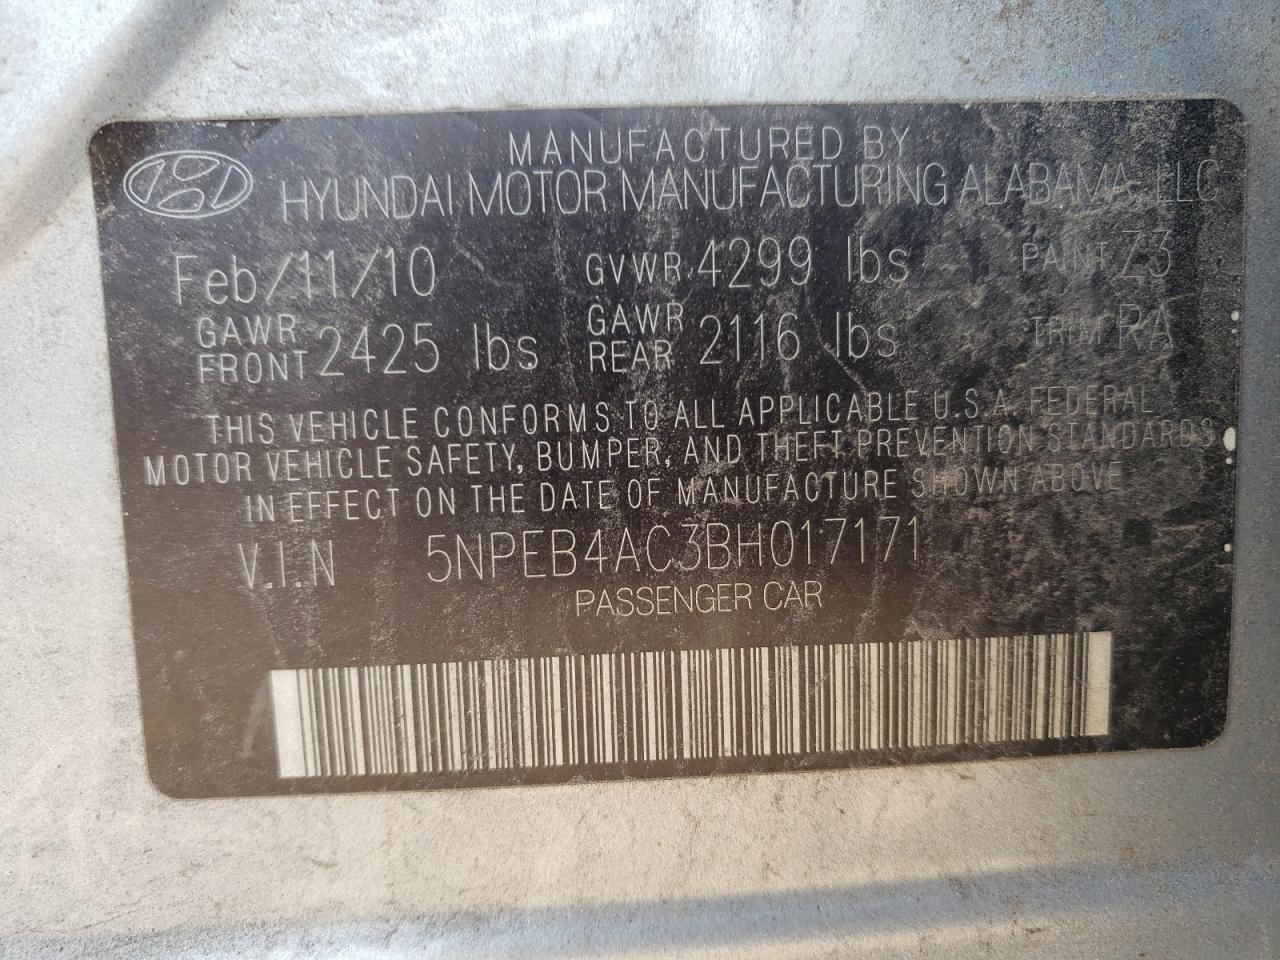 MANUFACTURED BY
HYUNDAI MOTOR MANUFACTURING ALABAMA, LLC
Feb/11/10 GVWR 4299 lbs PAINT Z3
GAWR FRONT 2425 lbs GAWR REAR 2116 lbs TRIM RA
THIS VEHICLE CONFORMS TO ALL APPLICABLE U.S.A. FEDERAL
MOTOR VEHICLE SAFETY, BUMPER, AND THEFT PREVENTION STANDARDS
IN EFFECT ON THE DATE OF MANUFACTURE SHOWN ABOVE
V.I.N 5NPEB4AC3BH017171
PASSENGER CAR